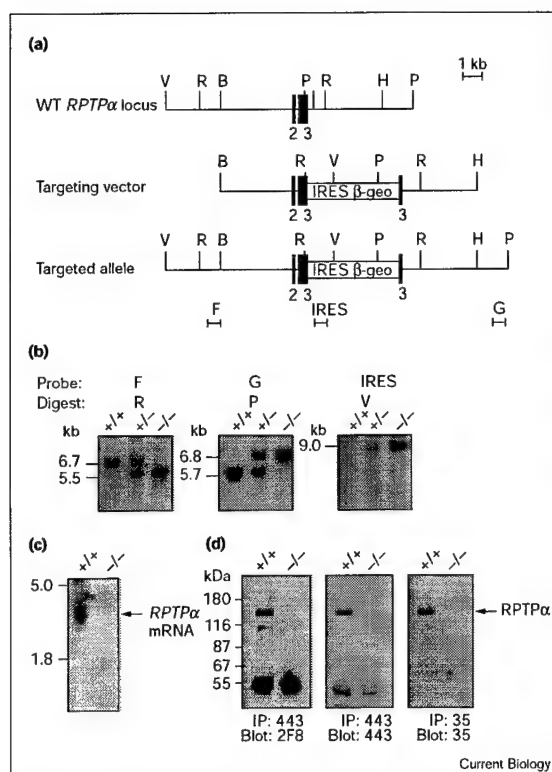 (a)
1 kb
V R B P R H P
WT RPTPα locus
2 3
B R V P R H
Targeting vector
IRES β-geo
2 3 3
V R B R V P R H P
Targeted allele
IRES β-geo
2 3 3
F IRES G
(b)
Probe: F G IRES
Digest: R P V
+/+ +/− −/− +/+ +/− −/− +/+ +/− −/−
kb kb kb
6.7
5.5
6.8
5.7
9.0
(c)
+/+ −/−
5.0
RPTPα
mRNA
1.8
(d)
+/+ −/− +/+ −/− +/+ −/−
kDa
180
116
87
67
55
RPTPα
IP: 443 IP: 443 IP: 35
Blot: 2F8 Blot: 443 Blot: 35
Current Biology